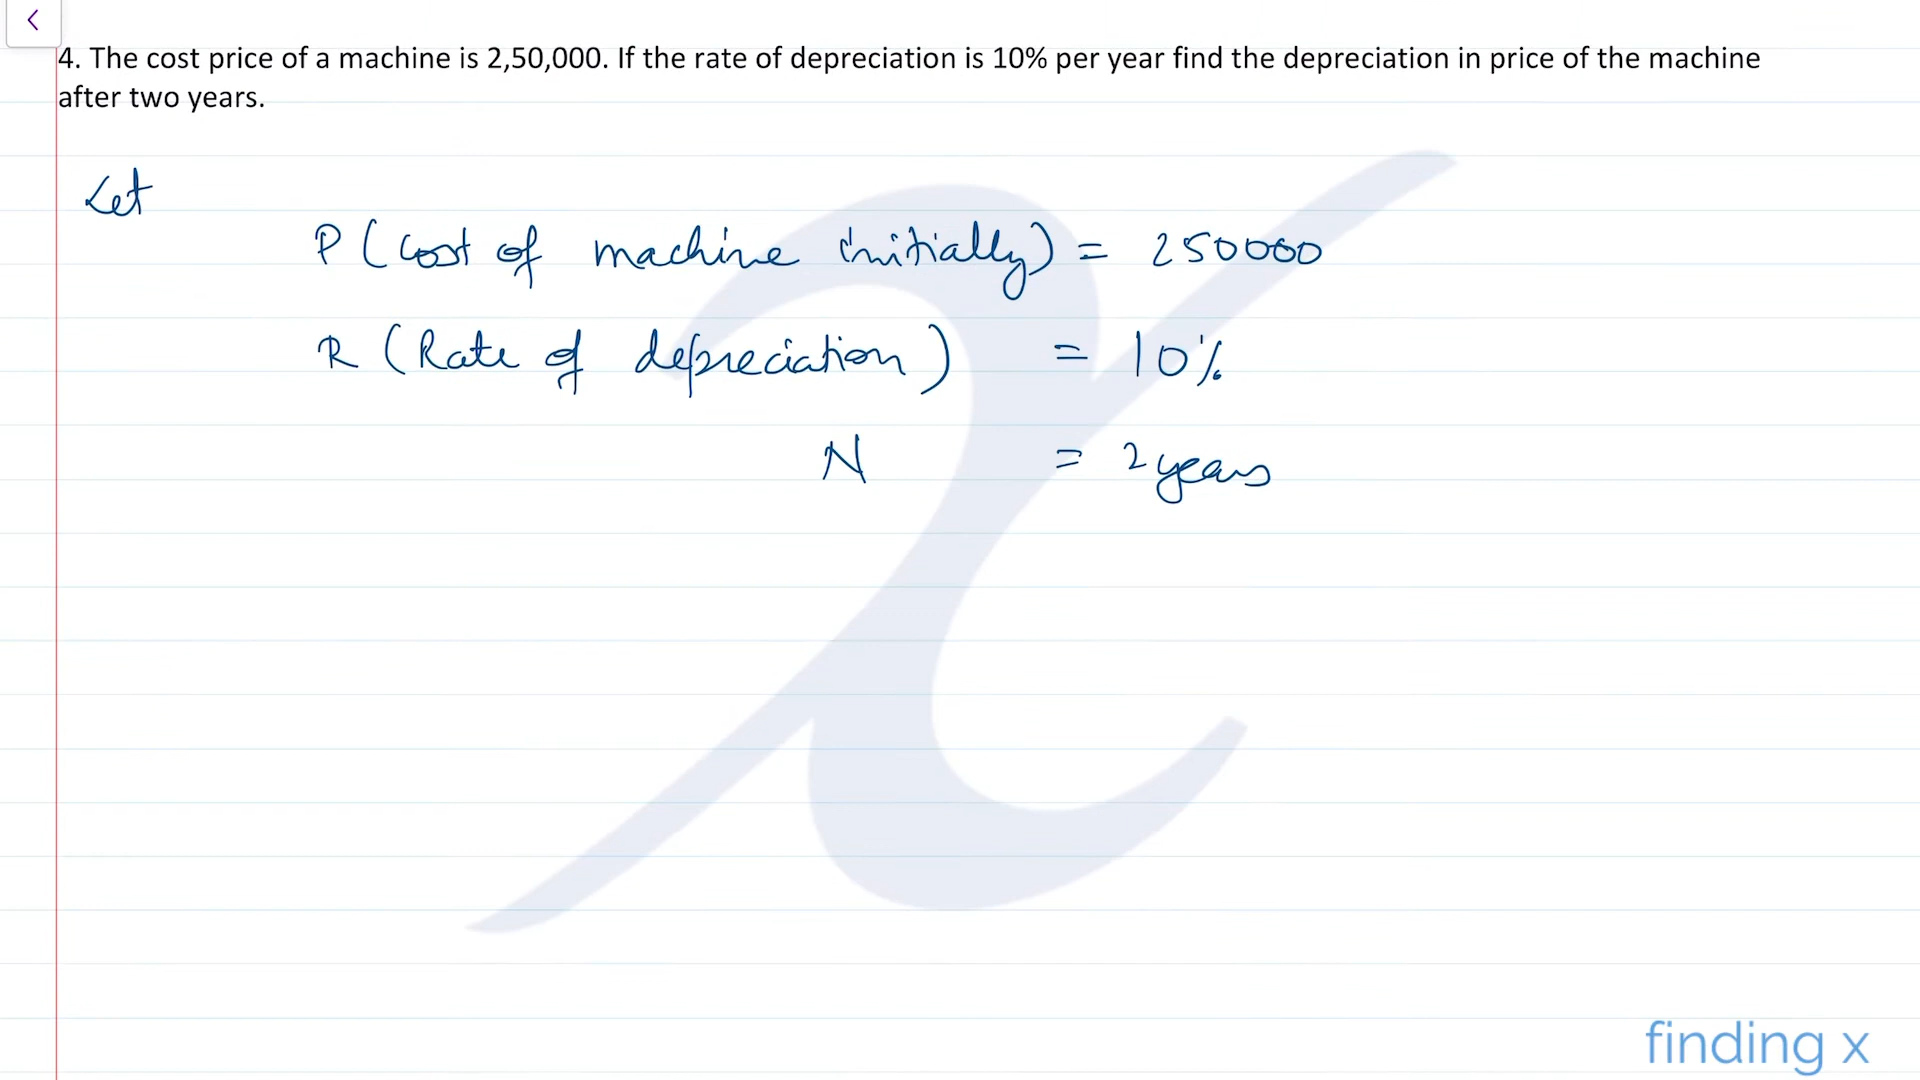 4. The cost price of a machine is 2,50,000. If the rate of depreciation is 10% per year find the depreciation in price of the machine
after two years.
Let
P (Cost of machine initially) = 250000
R (Rate of depreciation) = 10%
N = 2 years
finding x